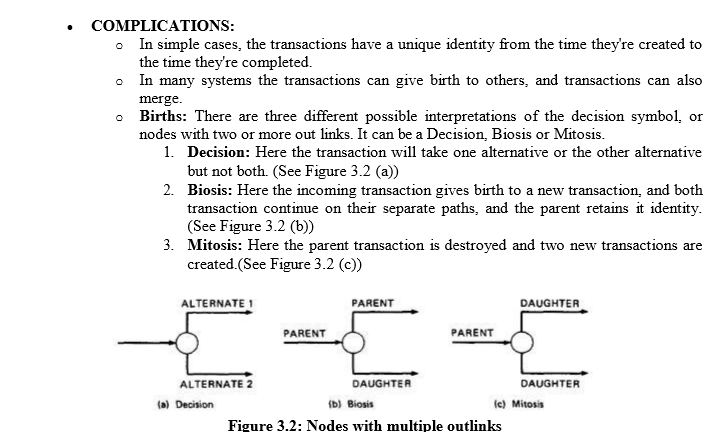 • COMPLICATIONS:
o In simple cases, the transactions have a unique identity from the time they're created to
the time they're completed.
o In many systems the transactions can give birth to others, and transactions can also
merge.
o Births: There are three different possible interpretations of the decision symbol, or
nodes with two or more out links. It can be a Decision, Biosis or Mitosis.
1. Decision: Here the transaction will take one alternative or the other alternative
but not both. (See Figure 3.2 (a))
2. Biosis: Here the incoming transaction gives birth to a new transaction, and both
transaction continue on their separate paths, and the parent retains it identity.
(See Figure 3.2 (b))
3. Mitosis: Here the parent transaction is destroyed and two new transactions are
created.(See Figure 3.2 (c))
ALTERNATE 1
ALTERNATE 2
(a) Decision
PARENT
PARENT
DAUGHTER
(b) Biosis
DAUGHTER
PARENT
DAUGHTER
(c) Mitosis
Figure 3.2: Nodes with multiple outlinks